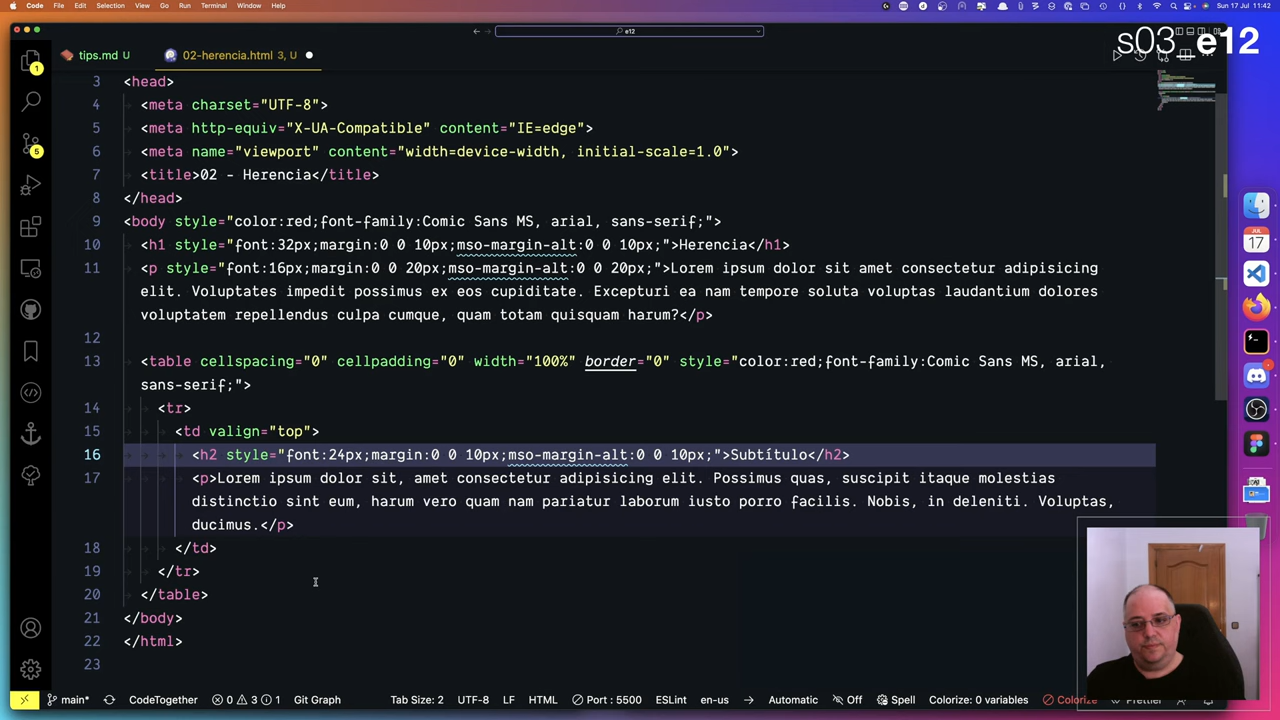 Code File Edit Selection View Go Run Terminal Window Help
Sun 17 Jul 11:42
e12
s03_e12
tips.md U
02-herencia.html 3, U
3 <head>
4 <meta charset="UTF-8">
5 <meta http-equiv="X-UA-Compatible" content="IE=edge">
6 <meta name="viewport" content="width=device-width, initial-scale=1.0">
7 <title>02 - Herencia</title>
8 </head>
9 <body style="color:red;font-family:Comic Sans MS, arial, sans-serif;">
10 <h1 style="font:32px;margin:0 0 10px;mso-margin-alt:0 0 10px;">Herencia</h1>
11 <p style="font:16px;margin:0 0 20px;mso-margin-alt:0 0 20px;">Lorem ipsum dolor sit amet consectetur adipisicing
elit. Voluptates impedit possimus ex eos cupiditate. Excepturi ea nam tempore soluta voluptas laudantium dolores
voluptatem repellendus culpa cumque, quam totam quisquam harum?</p>
12
13 <table cellspacing="0" cellpadding="0" width="100%" border="0" style="color:red;font-family:Comic Sans MS, arial,
sans-serif;">
14 <tr>
15 <td valign="top">
16 <h2 style="font:24px;margin:0 0 10px;mso-margin-alt:0 0 10px;">Subtítulo</h2>
17 <p>Lorem ipsum dolor sit, amet consectetur adipisicing elit. Possimus quas, suscipit itaque molestias
distinctio sint eum, harum vero quam nam pariatur laborum iusto porro facilis. Nobis, in deleniti. Voluptas,
ducimus.</p>
18 </td>
19 </tr>
20 </table>
21 </body>
22 </html>
23
1
5
JUL
17
main* CodeTogether 0 3 1 Git Graph Tab Size: 2 UTF-8 LF HTML Port : 5500 ESLint en-us Automatic Off Spell Colorize: 0 variables Colorize Prettier